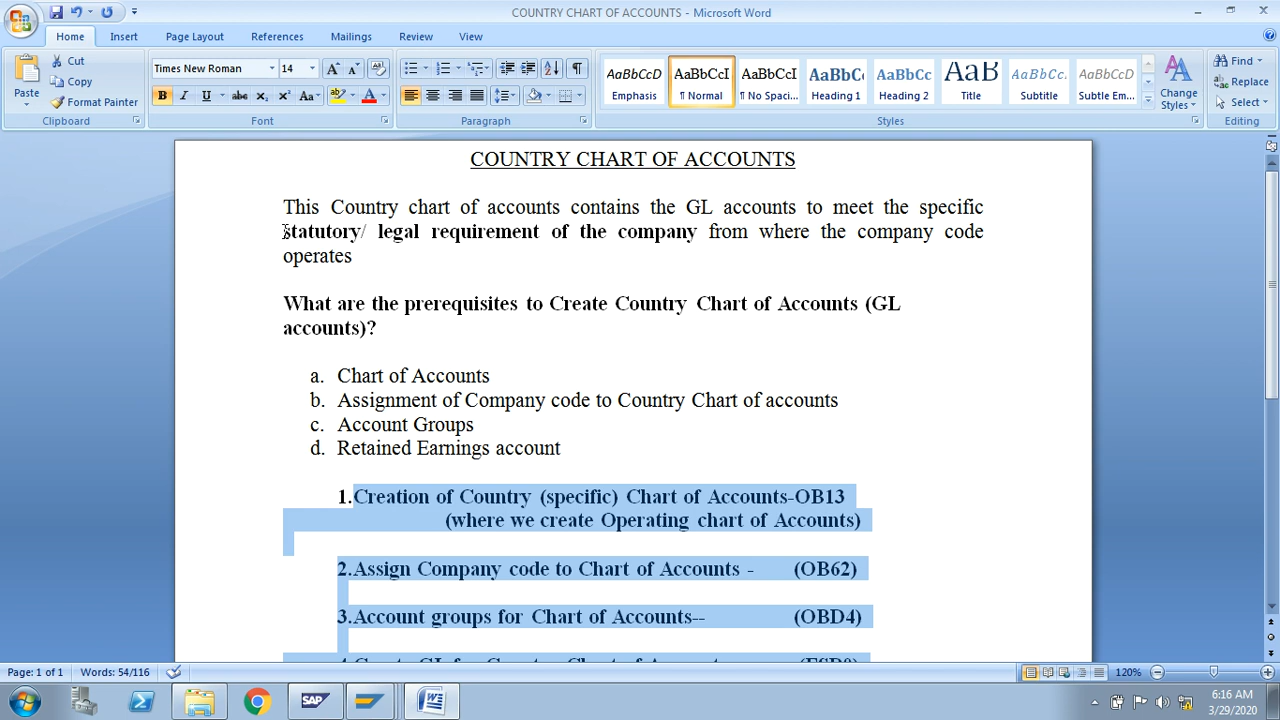 COUNTRY CHART OF ACCOUNTS - Microsoft Word
Home Insert Page Layout References Mailings Review View
Paste
Cut
Copy
Format Painter
Clipboard
Times New Roman 14
B I U abc X₂ X² Aa
Font
Paragraph
AaBbCcD AaBbCcI AaBbCcI AaBbCc AaBbCc AaB AaBbCc. AaBbCcD
Emphasis ¶ Normal ¶ No Spaci... Heading 1 Heading 2 Title Subtitle Subtle Em...
Change Styles
Styles
Find
Replace
Select
Editing
COUNTRY CHART OF ACCOUNTS
This Country chart of accounts contains the GL accounts to meet the specific
statutory/ legal requirement of the company from where the company code
operates
What are the prerequisites to Create Country Chart of Accounts (GL
accounts)?
a. Chart of Accounts
b. Assignment of Company code to Country Chart of accounts
c. Account Groups
d. Retained Earnings account
1.Creation of Country (specific) Chart of Accounts-OB13
(where we create Operating chart of Accounts)
2.Assign Company code to Chart of Accounts - (OB62)
3.Account groups for Chart of Accounts-- (OBD4)
Page: 1 of 1 Words: 54/116 120%
SAP W
6:16 AM
3/29/2020